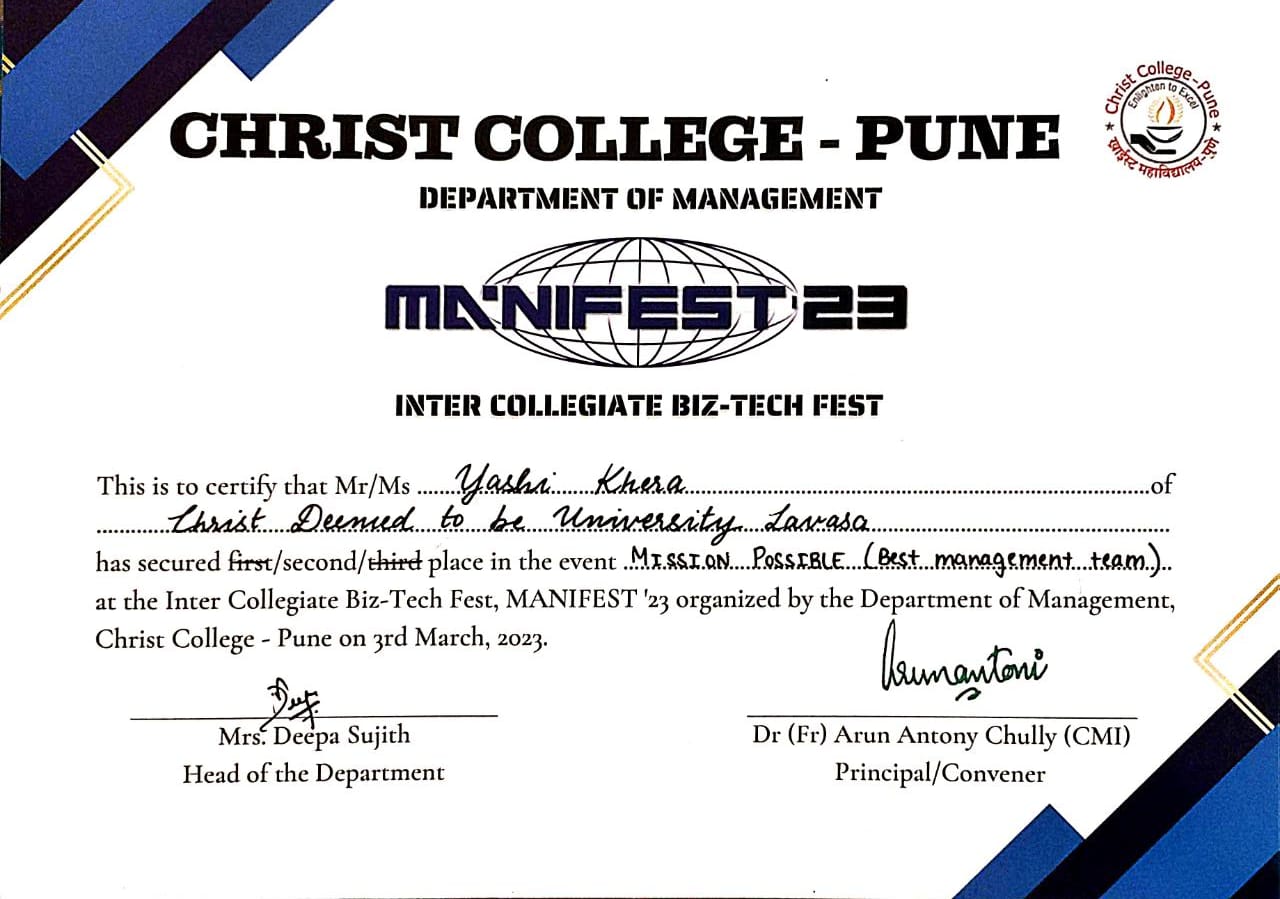 CHRIST COLLEGE - PUNE
Christ College - Pune
Enlighten to Excel
ख्राईस्ट महाविद्यालय - पुणे
DEPARTMENT OF MANAGEMENT
MANIFEST'23
INTER COLLEGIATE BIZ-TECH FEST
This is to certify that Mr/Ms Yashi Khera of
Christ Deemed to be University Lavasa
has secured first/second/third place in the event MISSION POSSIBLE (Best management team)
at the Inter Collegiate Biz-Tech Fest, MANIFEST '23 organized by the Department of Management,
Christ College - Pune on 3rd March, 2023.
Deep
Arunantoni
Mrs. Deepa Sujith
Dr (Fr) Arun Antony Chully (CMI)
Head of the Department
Principal/Convener